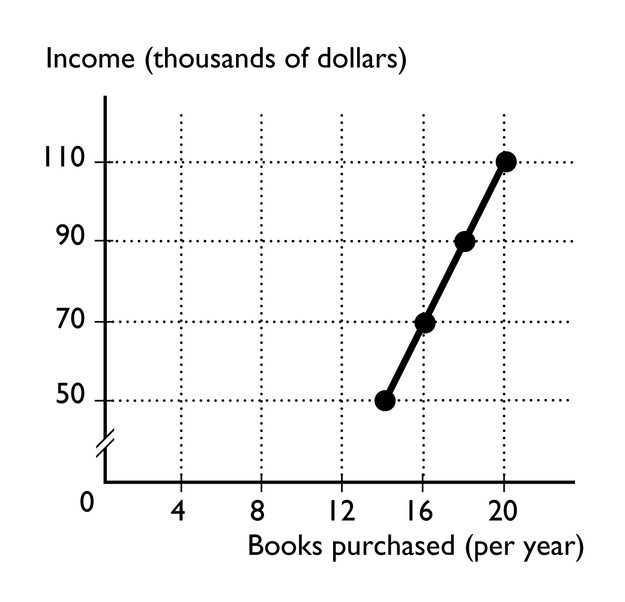 Income (thousands of dollars)
110
90
70
50
0
4 8 12 16 20
Books purchased (per year)